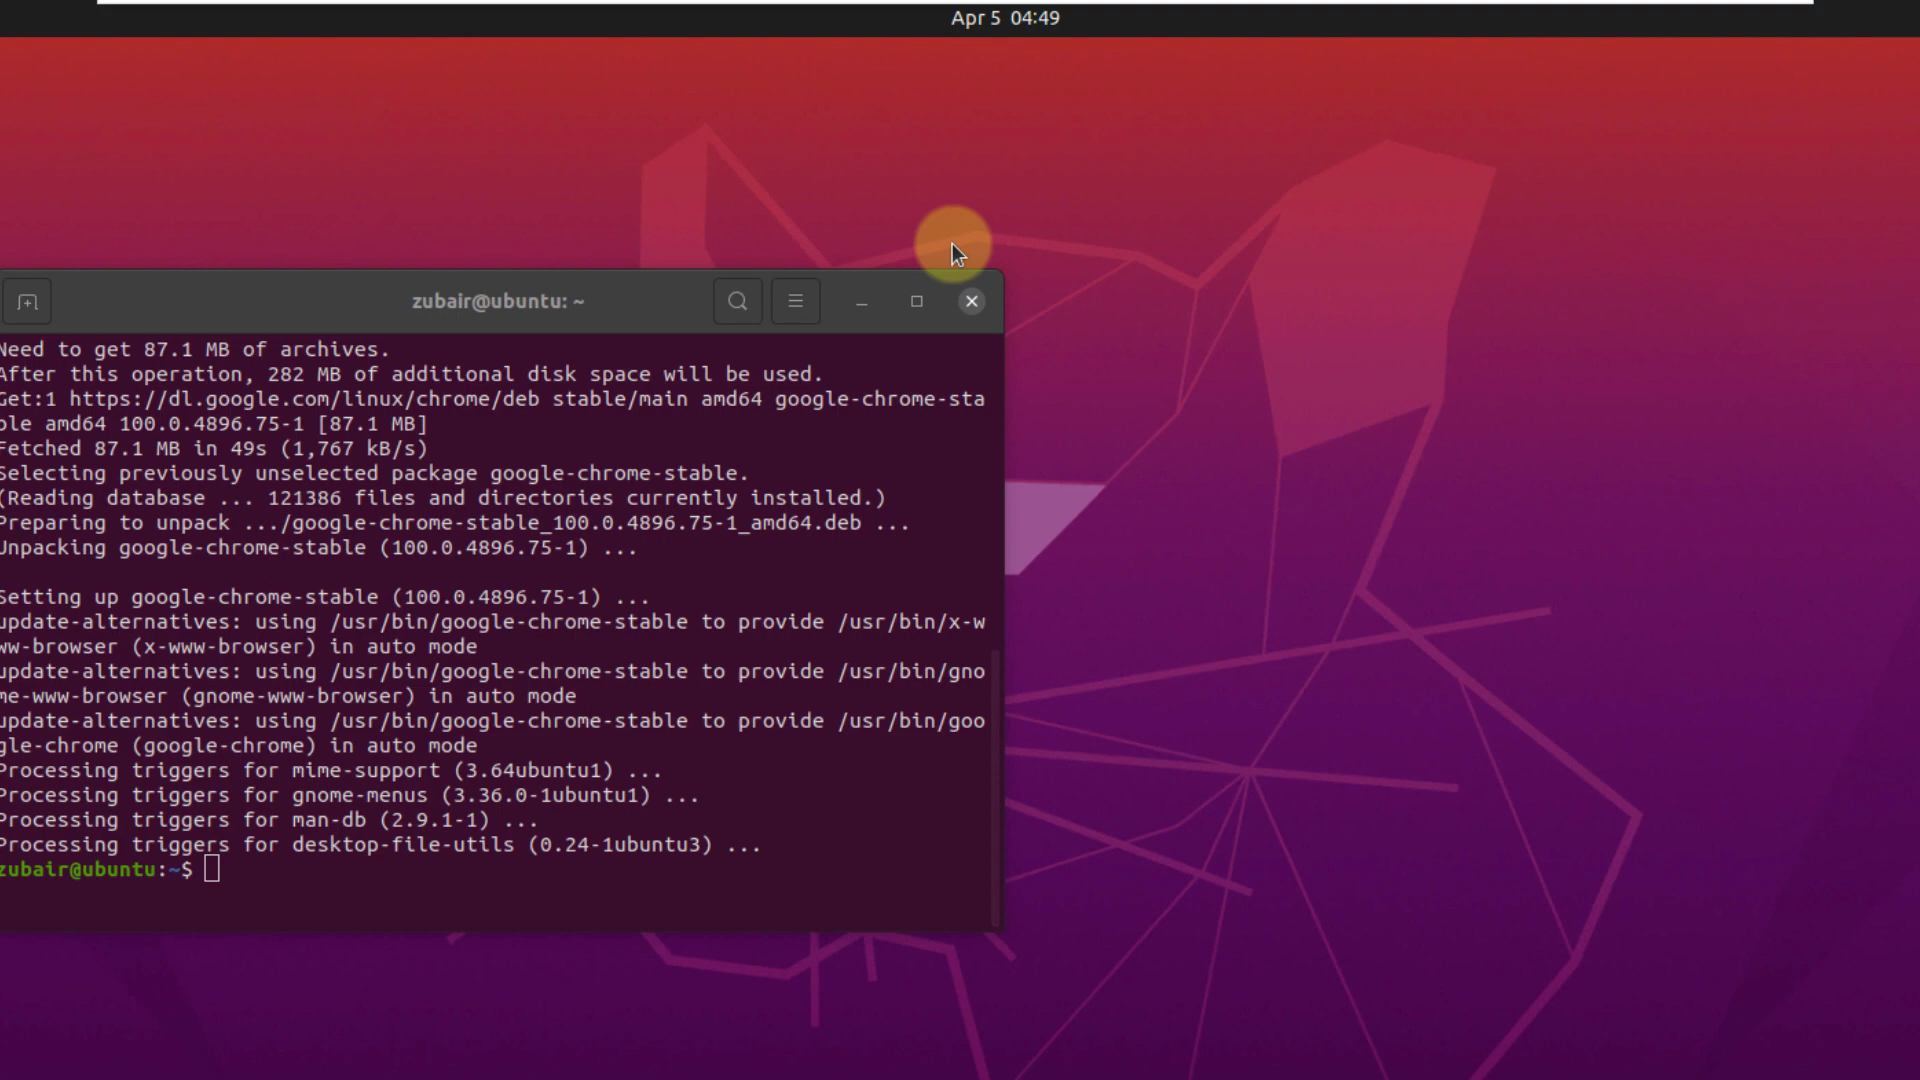 Apr 5 04:49
zubair@ubuntu: ~
Need to get 87.1 MB of archives.
After this operation, 282 MB of additional disk space will be used.
Get:1 https://dl.google.com/linux/chrome/deb stable/main amd64 google-chrome-sta
ble amd64 100.0.4896.75-1 [87.1 MB]
Fetched 87.1 MB in 49s (1,767 kB/s)
Selecting previously unselected package google-chrome-stable.
(Reading database ... 121386 files and directories currently installed.)
Preparing to unpack .../google-chrome-stable_100.0.4896.75-1_amd64.deb ...
Unpacking google-chrome-stable (100.0.4896.75-1) ...
Setting up google-chrome-stable (100.0.4896.75-1) ...
update-alternatives: using /usr/bin/google-chrome-stable to provide /usr/bin/x-w
ww-browser (x-www-browser) in auto mode
update-alternatives: using /usr/bin/google-chrome-stable to provide /usr/bin/gno
me-www-browser (gnome-www-browser) in auto mode
update-alternatives: using /usr/bin/google-chrome-stable to provide /usr/bin/goo
gle-chrome (google-chrome) in auto mode
Processing triggers for mime-support (3.64ubuntu1) ...
Processing triggers for gnome-menus (3.36.0-1ubuntu1) ...
Processing triggers for man-db (2.9.1-1) ...
Processing triggers for desktop-file-utils (0.24-1ubuntu3) ...
zubair@ubuntu:~$